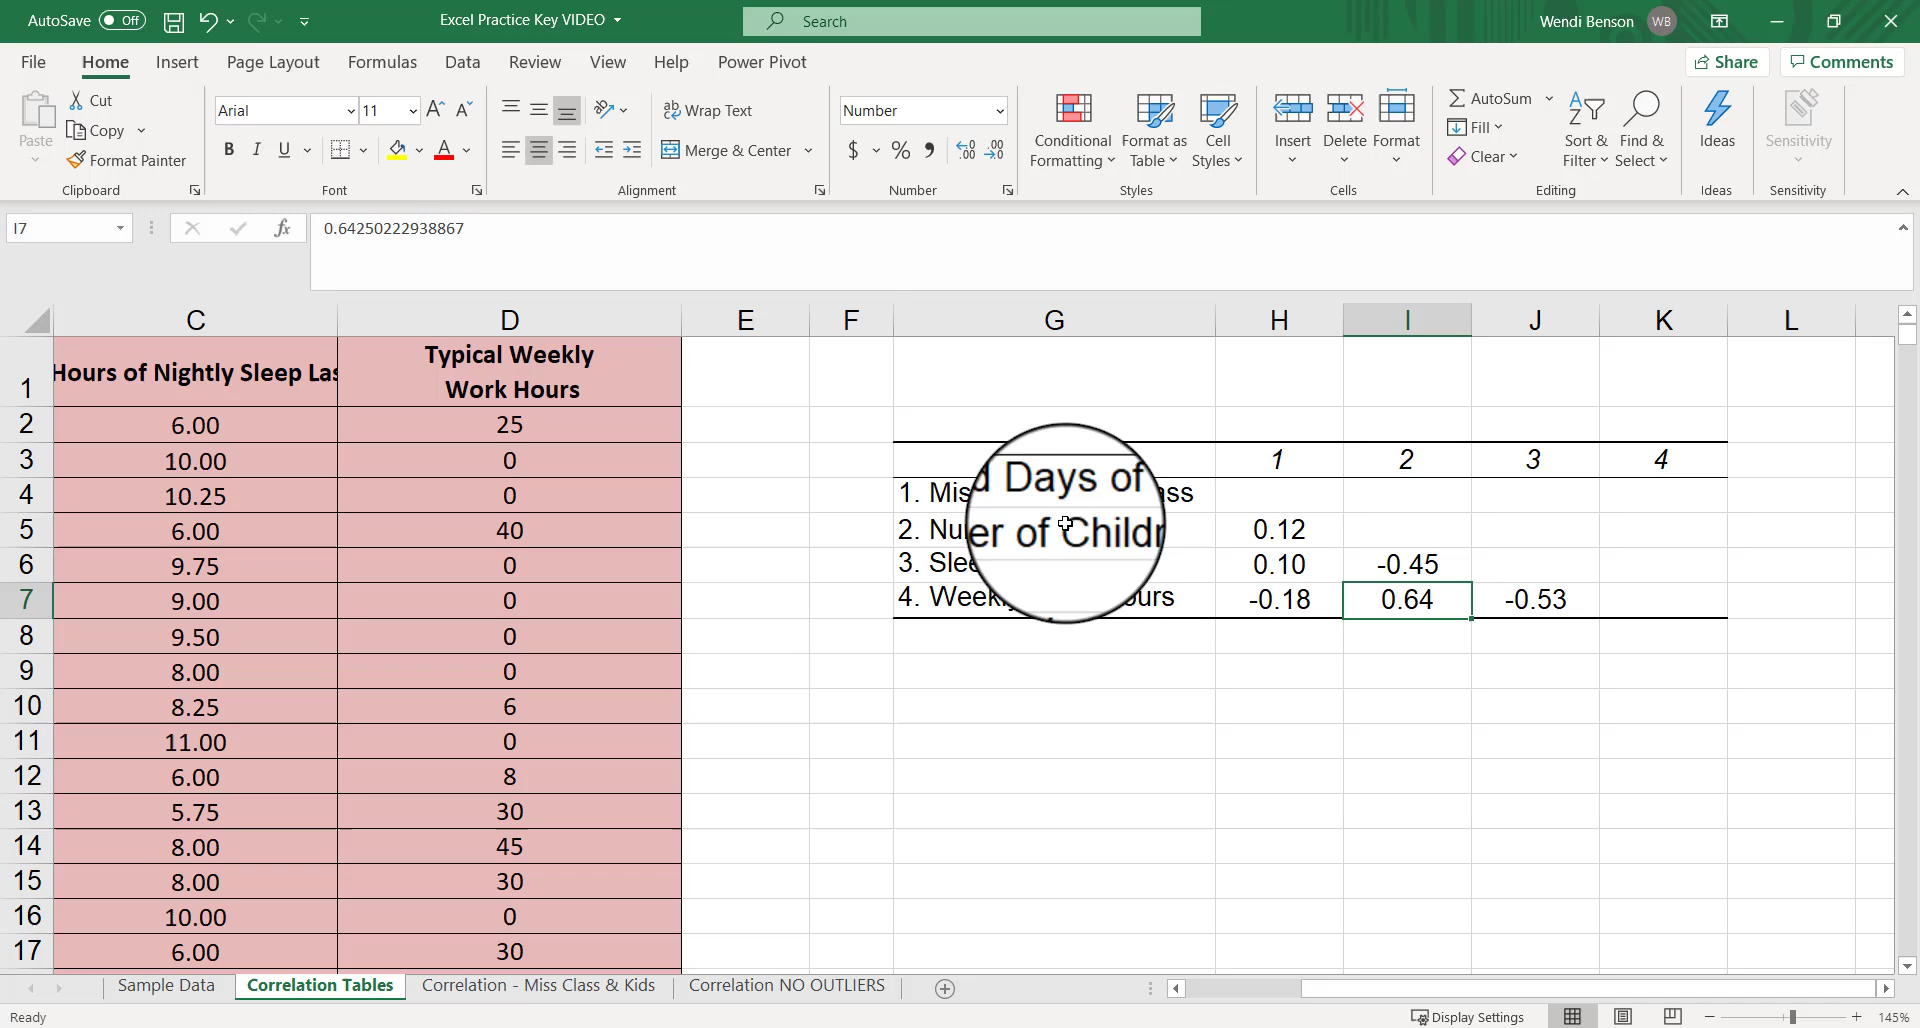 AutoSave Off Excel Practice Key VIDEO Search Wendi Benson WB
File Home Insert Page Layout Formulas Data Review View Help Power Pivot Share Comments
Paste Cut Copy Format Painter
Clipboard
Arial 11
B I U A
Font
Wrap Text
Merge & Center
Alignment
Number
$ % 9
Number
Conditional Formatting Format as Table Cell Styles
Styles
Insert Delete Format
Cells
AutoSum Fill Clear Sort & Filter Find & Select
Editing
Ideas
Ideas
Sensitivity
Sensitivity
I7 fx 0.64250222938867
C D E F G H I J K L
1 Hours of Nightly Sleep Las Typical Weekly Work Hours
2 6.00 25
3 10.00 0 1 2 3 4
4 10.25 0 1. Mis d Days of ass
5 6.00 40 2. Nu er of Childr 0.12
6 9.75 0 3. Slee 0.10 -0.45
7 9.00 0 4. Weekl ours -0.18 0.64 -0.53
8 9.50 0
9 8.00 0
10 8.25 6
11 11.00 0
12 6.00 8
13 5.75 30
14 8.00 45
15 8.00 30
16 10.00 0
17 6.00 30
Sample Data Correlation Tables Correlation - Miss Class & Kids Correlation NO OUTLIERS
Ready Display Settings 145%